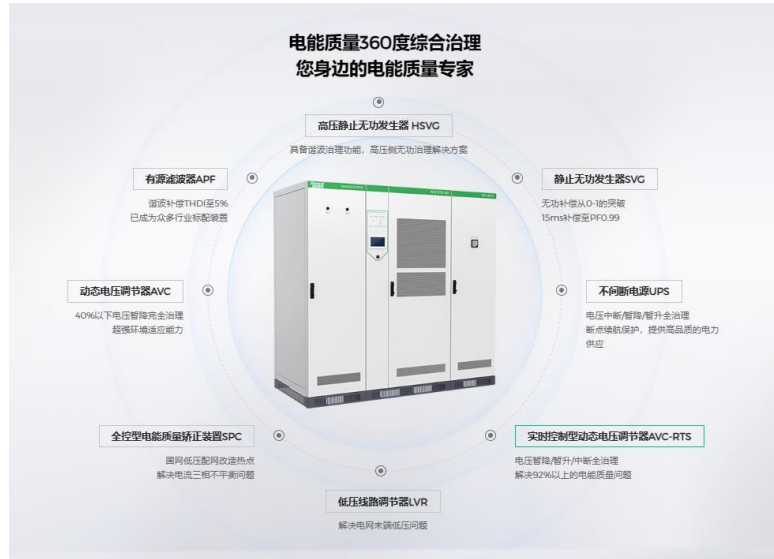 电能质量360度综合治理
您身边的电能质量专家
高压静止无功发生器 HSVG
具备谐波治理功能，高压侧无功治理解决方案
有源滤波器APF
谐波补偿THDI至5%
已成为众多行业标配装置
静止无功发生器SVG
无功补偿从0-1的突破
15ms补偿至PF0.99
动态电压调节器AVC
40%以下电压暂降完全治理
超强环境适应能力
不间断电源UPS
电压中断/暂降/暂升全治理
断点续航保护，提供高品质的电力
供应
全控型电能质量矫正装置SPC
国网低压配网改造热点
解决电流三相不平衡问题
实时控制型动态电压调节器AVC-RTS
电压暂降/暂升/中断全治理
解决92%以上的电能质量问题
低压线路调节器LVR
解决电网末端低压问题